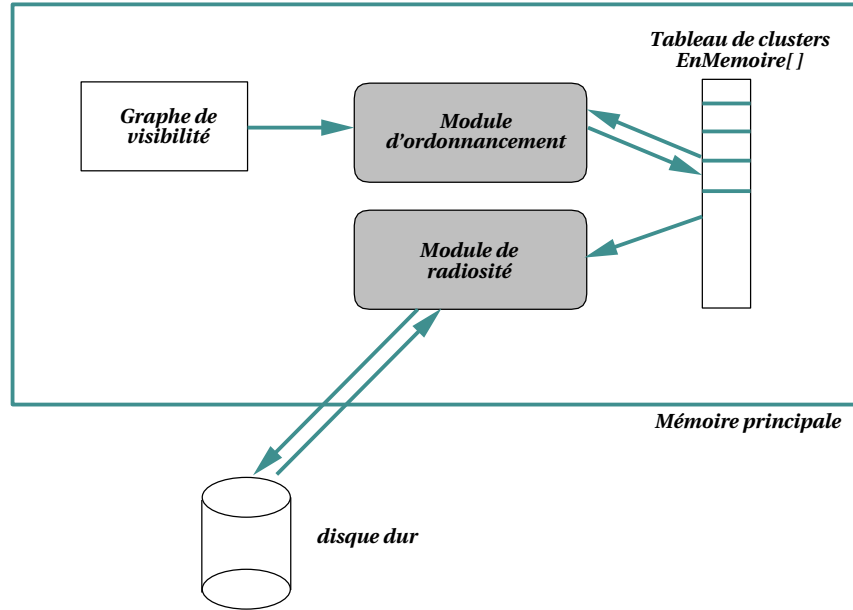 Tableau de clusters
EnMemoire[ ]
Graphe de
visibilité
Module
d'ordonnancement
Module de
radiosité
Mémoire principale
disque dur